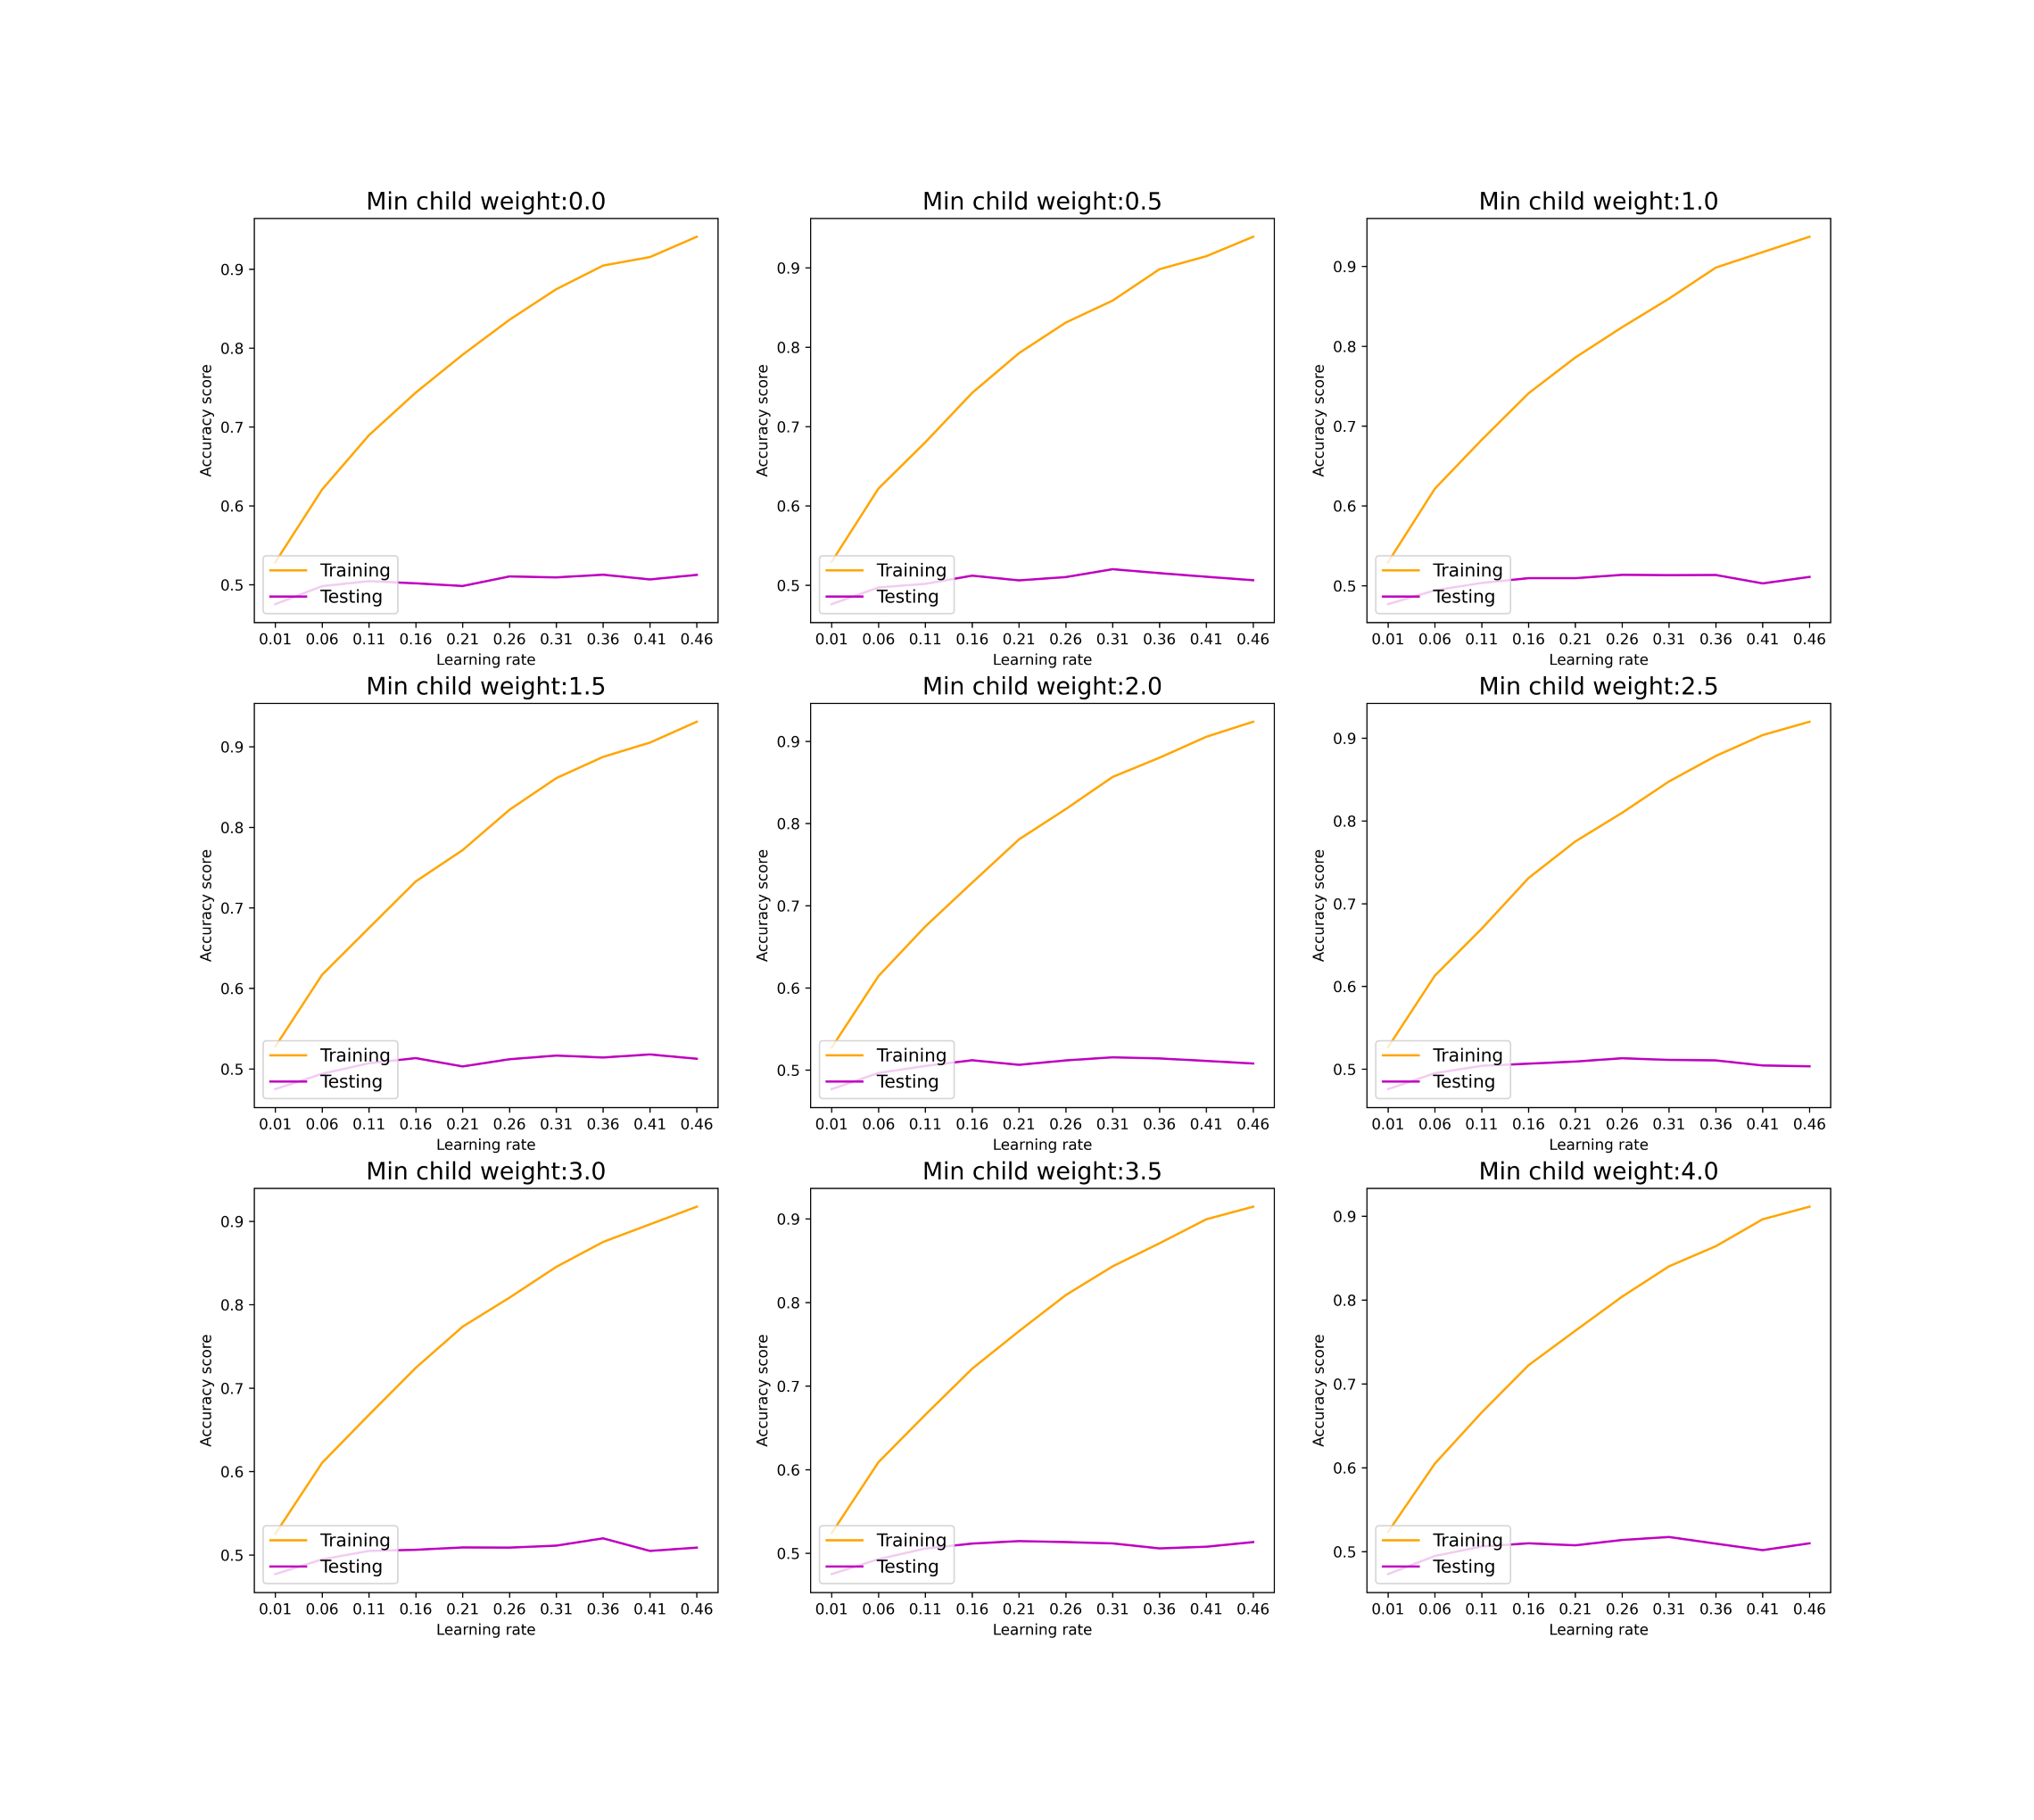 Min child weight:0.0
Accuracy score
0.9
0.8
0.7
0.6
0.5
Training
Testing
0.01 0.06 0.11 0.16 0.21 0.26 0.31 0.36 0.41 0.46
Learning rate
Min child weight:0.5
Accuracy score
0.9
0.8
0.7
0.6
0.5
Training
Testing
0.01 0.06 0.11 0.16 0.21 0.26 0.31 0.36 0.41 0.46
Learning rate
Min child weight:1.0
Accuracy score
0.9
0.8
0.7
0.6
0.5
Training
Testing
0.01 0.06 0.11 0.16 0.21 0.26 0.31 0.36 0.41 0.46
Learning rate
Min child weight:1.5
Accuracy score
0.9
0.8
0.7
0.6
0.5
Training
Testing
0.01 0.06 0.11 0.16 0.21 0.26 0.31 0.36 0.41 0.46
Learning rate
Min child weight:2.0
Accuracy score
0.9
0.8
0.7
0.6
0.5
Training
Testing
0.01 0.06 0.11 0.16 0.21 0.26 0.31 0.36 0.41 0.46
Learning rate
Min child weight:2.5
Accuracy score
0.9
0.8
0.7
0.6
0.5
Training
Testing
0.01 0.06 0.11 0.16 0.21 0.26 0.31 0.36 0.41 0.46
Learning rate
Min child weight:3.0
Accuracy score
0.9
0.8
0.7
0.6
0.5
Training
Testing
0.01 0.06 0.11 0.16 0.21 0.26 0.31 0.36 0.41 0.46
Learning rate
Min child weight:3.5
Accuracy score
0.9
0.8
0.7
0.6
0.5
Training
Testing
0.01 0.06 0.11 0.16 0.21 0.26 0.31 0.36 0.41 0.46
Learning rate
Min child weight:4.0
Accuracy score
0.9
0.8
0.7
0.6
0.5
Training
Testing
0.01 0.06 0.11 0.16 0.21 0.26 0.31 0.36 0.41 0.46
Learning rate